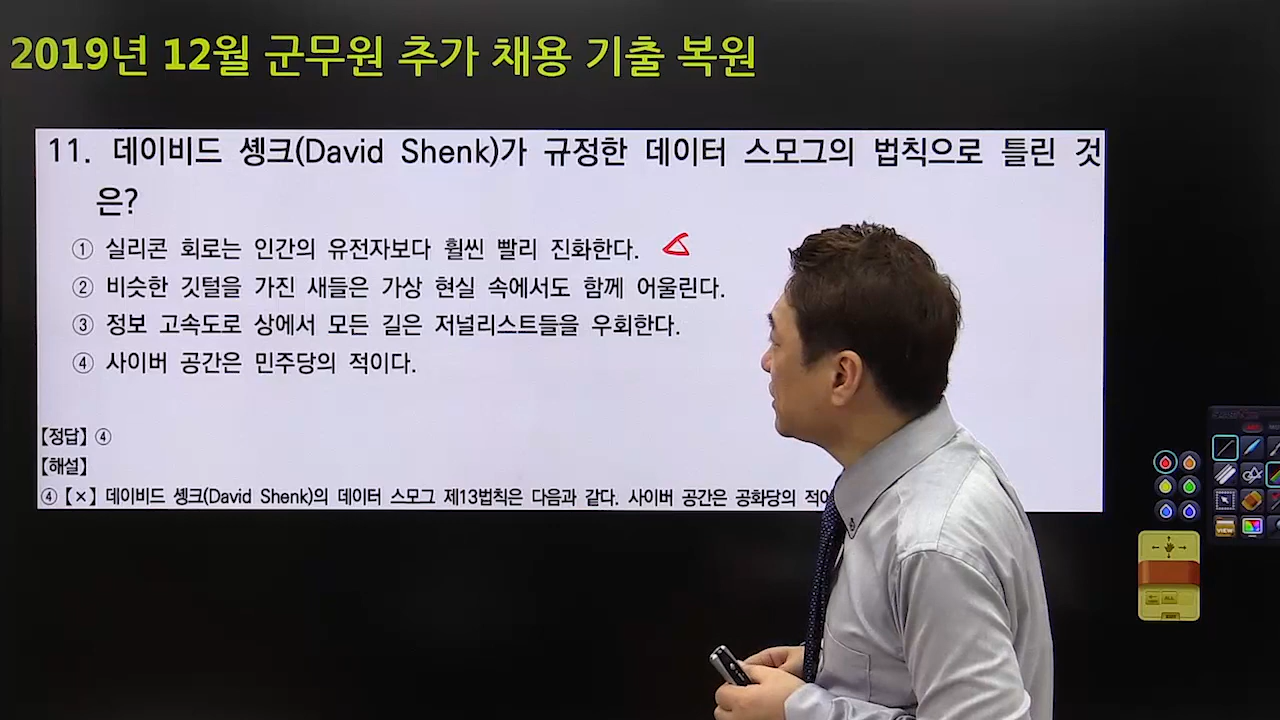 2019년 12월 군무원 추가 채용 기출 복원
11. 데이비드 솅크(David Shenk)가 규정한 데이터 스모그의 법칙으로 틀린 것
은?
① 실리콘 회로는 인간의 유전자보다 훨씬 빨리 진화한다.
② 비슷한 깃털을 가진 새들은 가상 현실 속에서도 함께 어울린다.
③ 정보 고속도로 상에서 모든 길은 저널리스트들을 우회한다.
④ 사이버 공간은 민주당의 적이다.
【정답】 ④
【해설】
④ 【×】 데이비드 솅크(David Shenk)의 데이터 스모그 제13법칙은 다음과 같다. 사이버 공간은 공화당의
VIEW
ALL